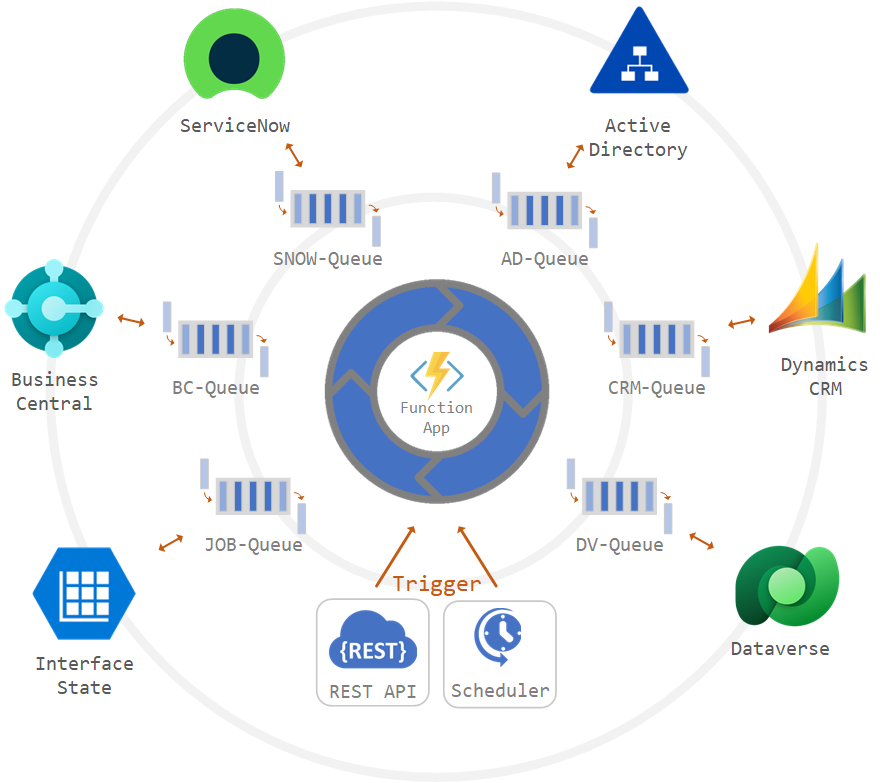 ServiceNow
Active
Directory
SNOW-Queue
AD-Queue
Business
Central
BC-Queue
CRM-Queue
Dynamics
CRM
Function
App
JOB-Queue
DV-Queue
Interface
State
Dataverse
Trigger
{REST}
REST API
Scheduler